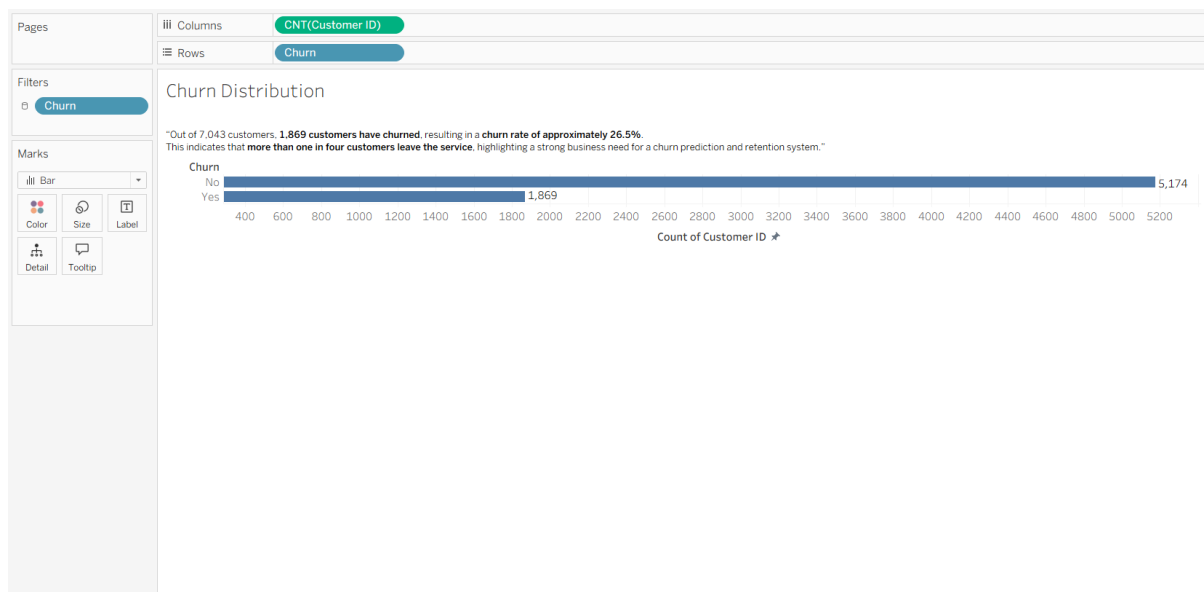 Pages
Columns
CNT(Customer ID)
Rows
Churn
Filters
Churn
Marks
Bar
Color
Size
Label
Detail
Tooltip
Churn Distribution
"Out of 7,043 customers, 1,869 customers have churned, resulting in a churn rate of approximately 26.5%.
This indicates that more than one in four customers leave the service, highlighting a strong business need for a churn prediction and retention system."
Churn
No
5,174
Yes
1,869
400 600 800 1000 1200 1400 1600 1800 2000 2200 2400 2600 2800 3000 3200 3400 3600 3800 4000 4200 4400 4600 4800 5000 5200
Count of Customer ID